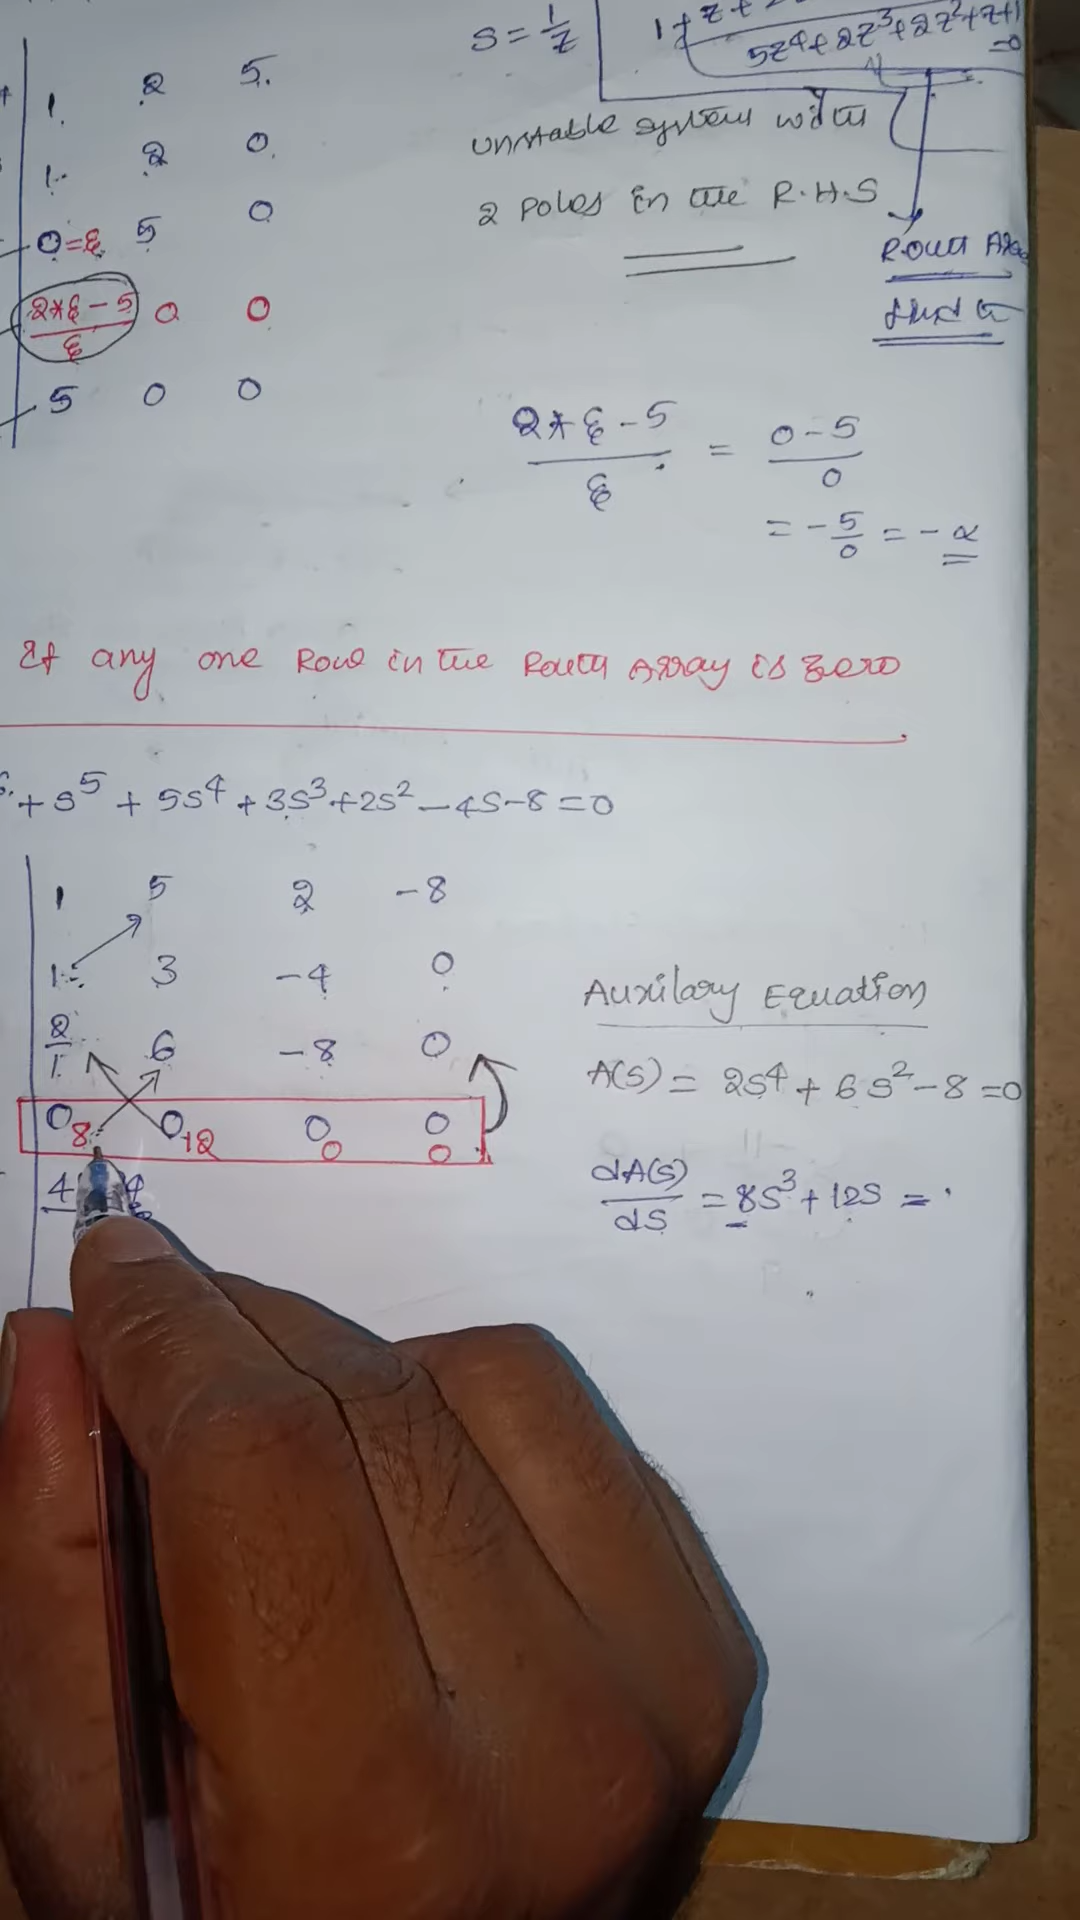 S = 1/Z
1 + Z +
5Z⁴+2Z³+2Z²+Z+1
=0
1 2 5
1 2 0
0=ε 5 0
2*ε-5/ε 0 0
5 0 0
unstable system with
2 Poles in the R.H.S
Routh
2*ε-5/ε = 0-5/0
= -5/0 = -α
If any one Row in the Routh Array is zero
+ S⁵ + 5S⁴ + 3S³ + 2S² - 4S - 8 = 0
1 5 2 -8
1 3 -4 0
2/1 6 -8 0
0 0 0 0
8 12 0 0
Auxilary Equation
A(S) = 2S⁴ + 6S² - 8 = 0
dA(S)/dS = 8S³ + 12S =